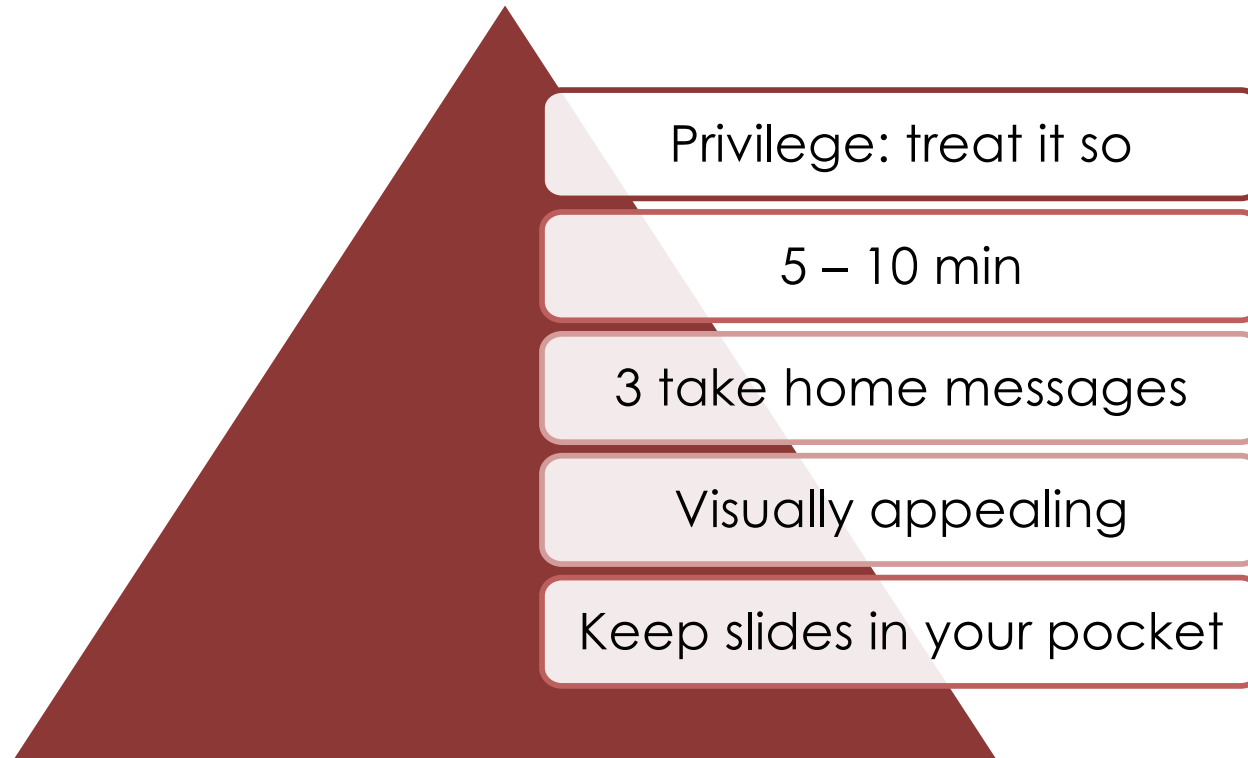 Privilege: treat it so
5 – 10 min
3 take home messages
Visually appealing
Keep slides in your pocket